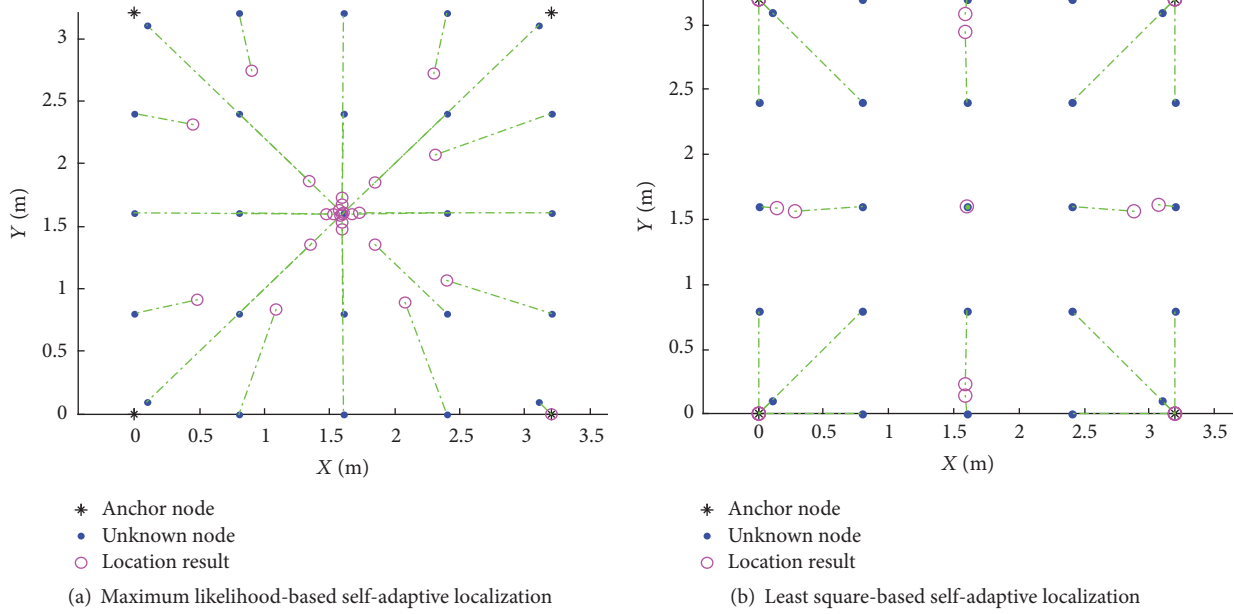 3
2.5
2
1.5
1
0.5
0
Y (m)
0 0.5 1 1.5 2 2.5 3 3.5
X (m)
Anchor node
Unknown node
Location result
(a) Maximum likelihood-based self-adaptive localization
3
2.5
2
1.5
1
0.5
0
Y (m)
0 0.5 1 1.5 2 2.5 3 3.5
X (m)
Anchor node
Unknown node
Location result
(b) Least square-based self-adaptive localization